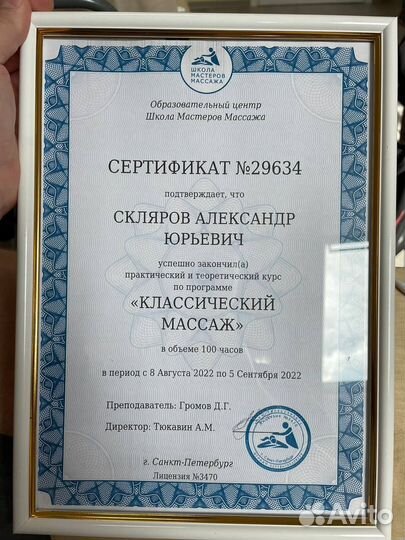 ШКОЛА
МАСТЕРОВ
МАССАЖА
Образовательный центр
Школа Мастеров Массажа
СЕРТИФИКАТ №29634
подтверждает, что
СКЛЯРОВ АЛЕКСАНДР
ЮРЬЕВИЧ
успешно закончил(а)
практический и теоретический курс
по программе
«КЛАССИЧЕСКИЙ
МАССАЖ»
в объеме 100 часов
в период с 8 Августа 2022 по 5 Сентября 2022
Преподаватель: Громов Д.Г.
Директор: Тюкавин А.М.
г. Санкт-Петербург
Лицензия №3470
Avito